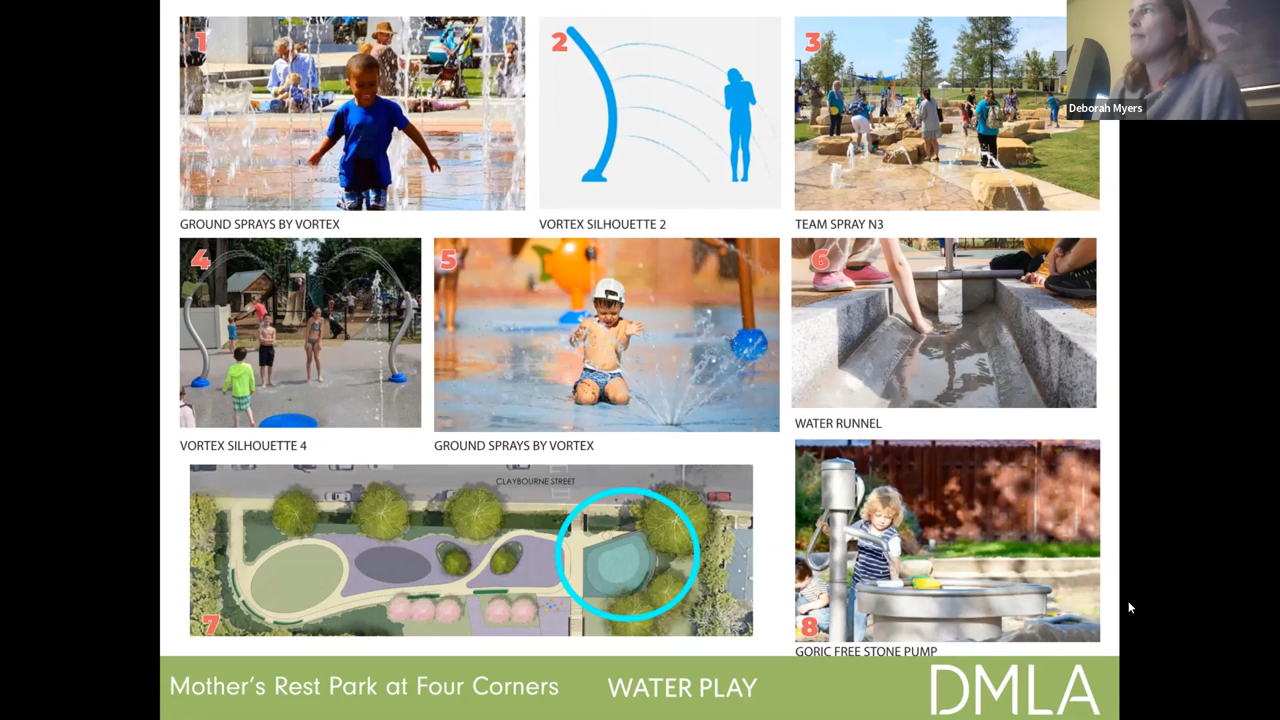 1
2
3
Deborah Myers
GROUND SPRAYS BY VORTEX
VORTEX SILHOUETTE 2
TEAM SPRAY N3
4
5
6
VORTEX SILHOUETTE 4
GROUND SPRAYS BY VORTEX
WATER RUNNEL
CLAYBOURNE STREET
7
8
GORIC FREE STONE PUMP
Mother's Rest Park at Four Corners
WATER PLAY
DMLA